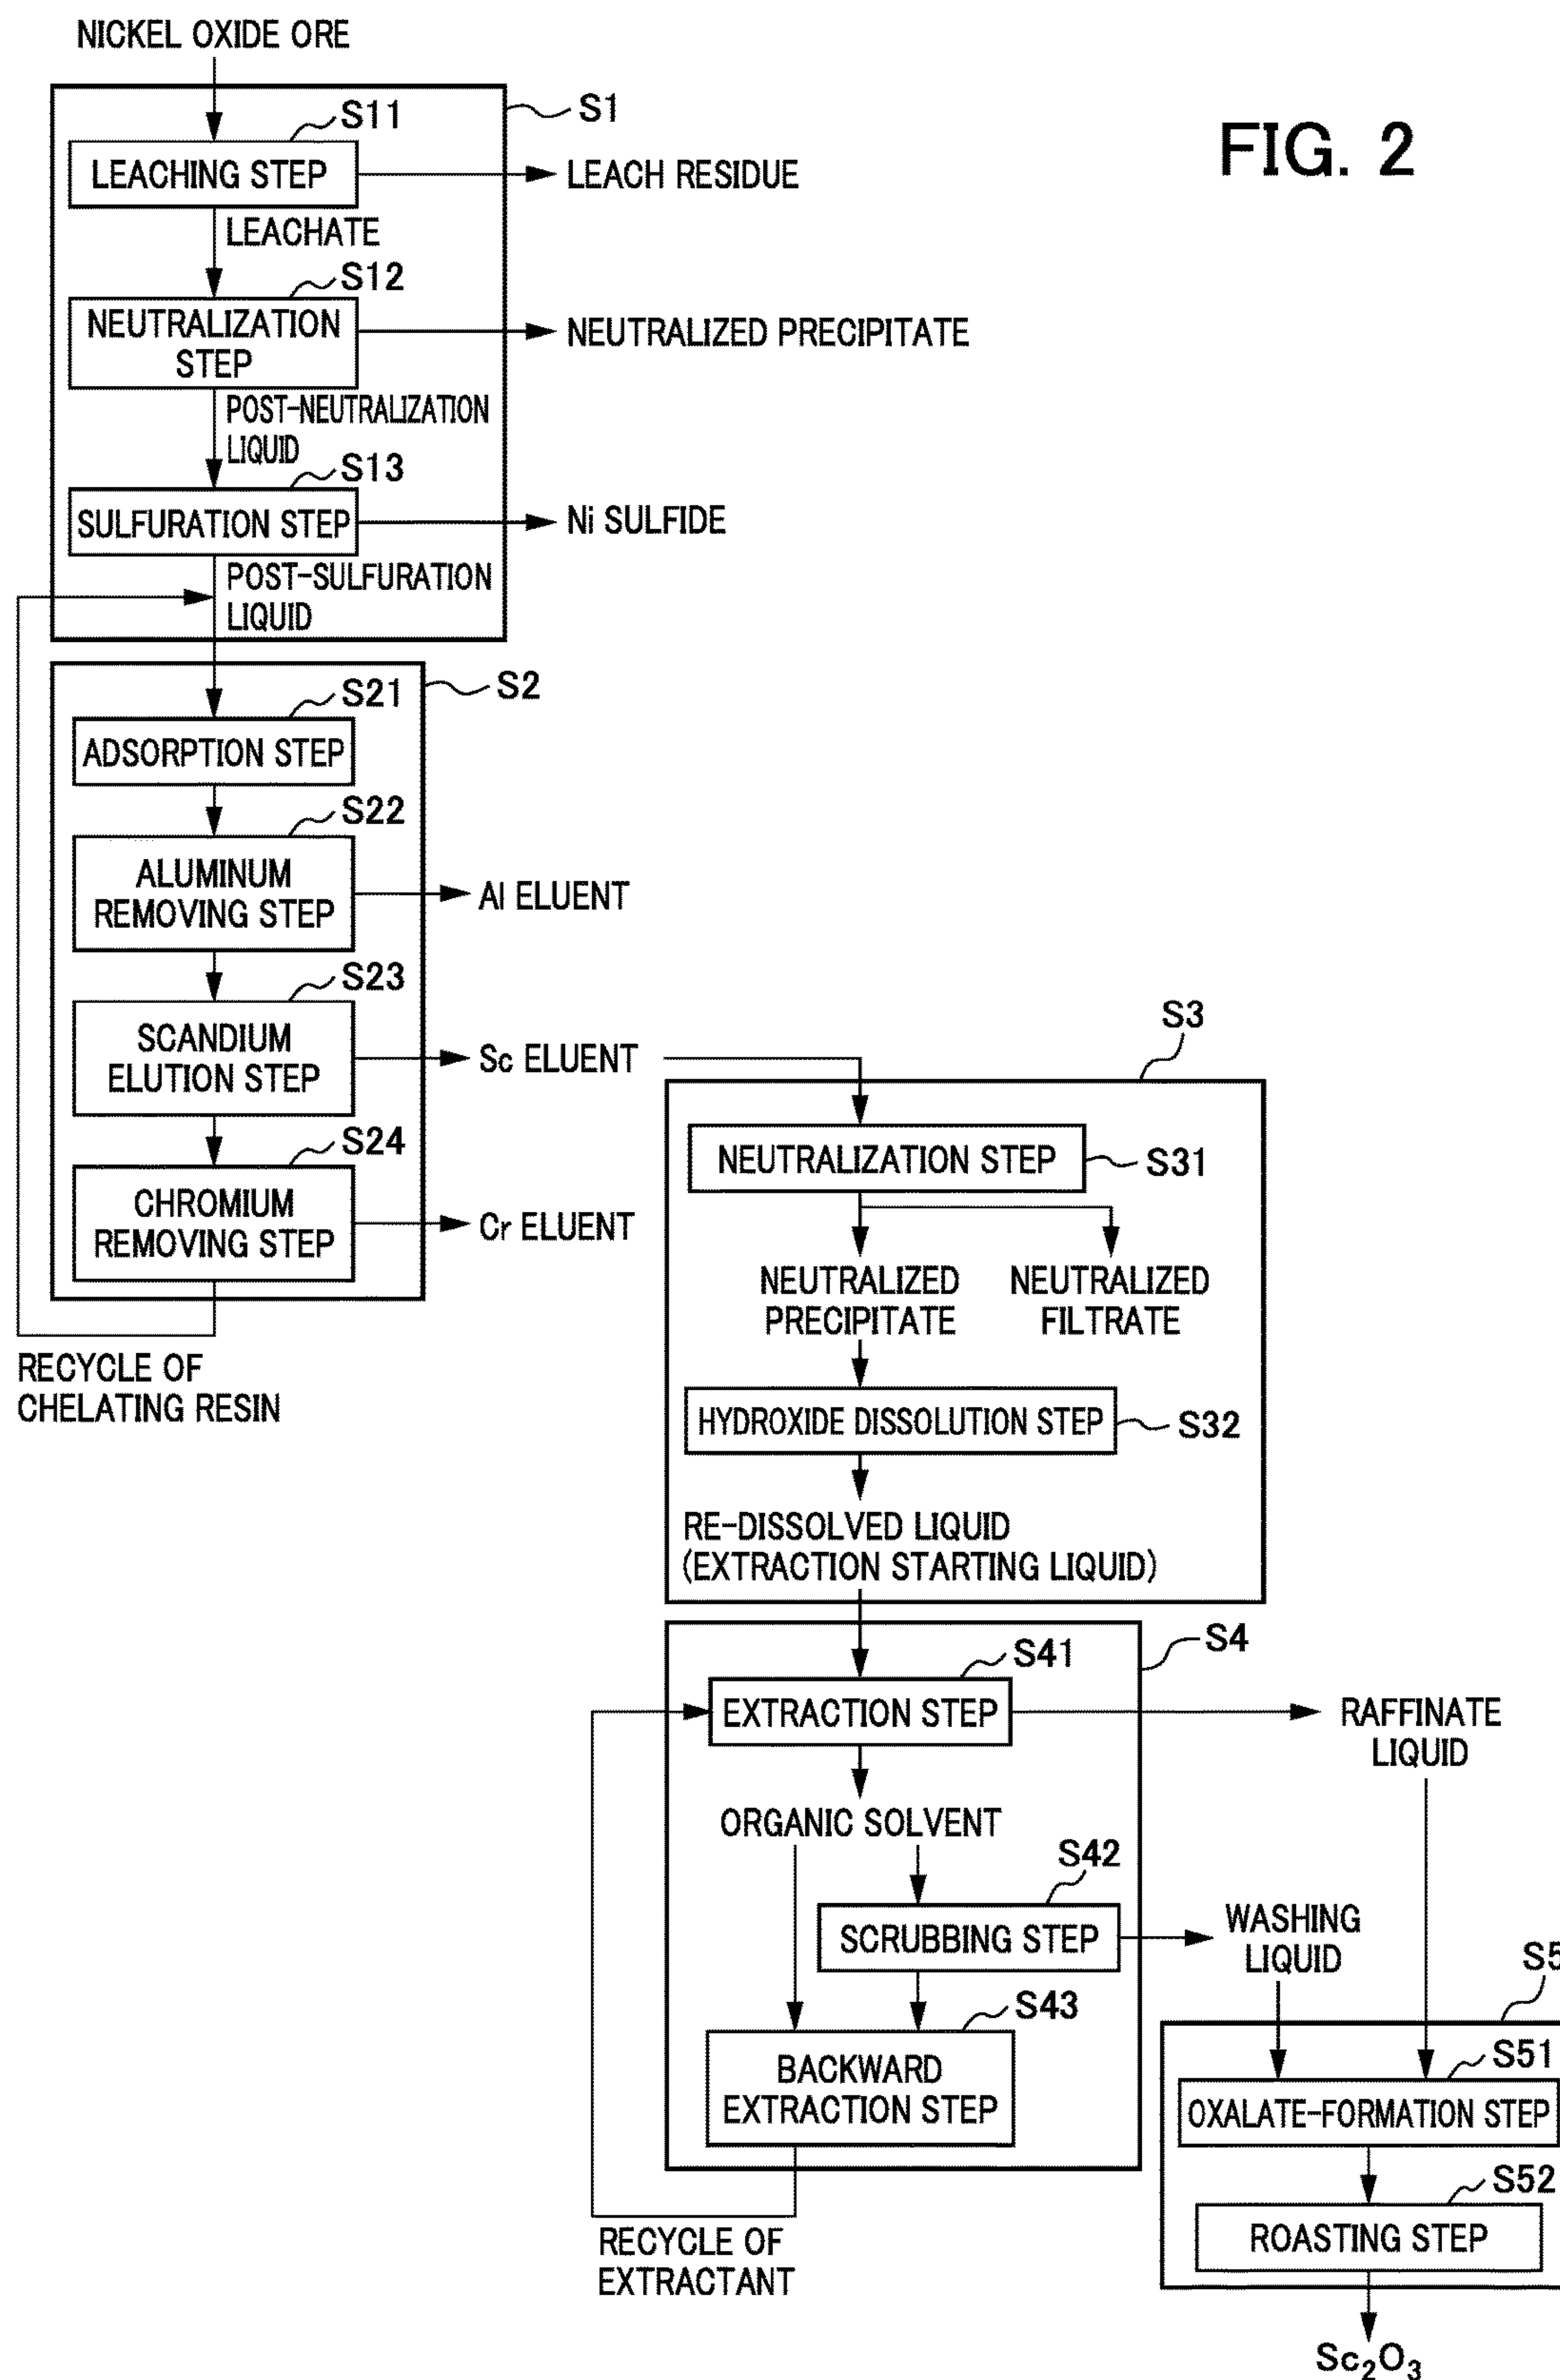 NICKEL OXIDE ORE
S1
FIG. 2
S11
LEACHING STEP
LEACH RESIDUE
LEACHATE
S12
NEUTRALIZATION
STEP
NEUTRALIZED PRECIPITATE
POST-NEUTRALIZATION
LIQUID
S13
SULFURATION STEP
Ni SULFIDE
POST-SULFURATION
LIQUID
S2
S21
ADSORPTION STEP
S22
ALUMINUM
REMOVING STEP
Al ELUENT
S23
SCANDIUM
ELUTION STEP
Sc ELUENT
S24
CHROMIUM
REMOVING STEP
Cr ELUENT
RECYCLE OF
CHELATING RESIN
S3
NEUTRALIZATION STEP
S31
NEUTRALIZED
PRECIPITATE
NEUTRALIZED
FILTRATE
HYDROXIDE DISSOLUTION STEP
S32
RE-DISSOLVED LIQUID
(EXTRACTION STARTING LIQUID)
S4
S41
EXTRACTION STEP
RAFFINATE
LIQUID
ORGANIC SOLVENT
S42
SCRUBBING STEP
WASHING
LIQUID
S43
BACKWARD
EXTRACTION STEP
RECYCLE OF
EXTRACTANT
S5
S51
OXALATE-FORMATION STEP
S52
ROASTING STEP
Sc₂O₃